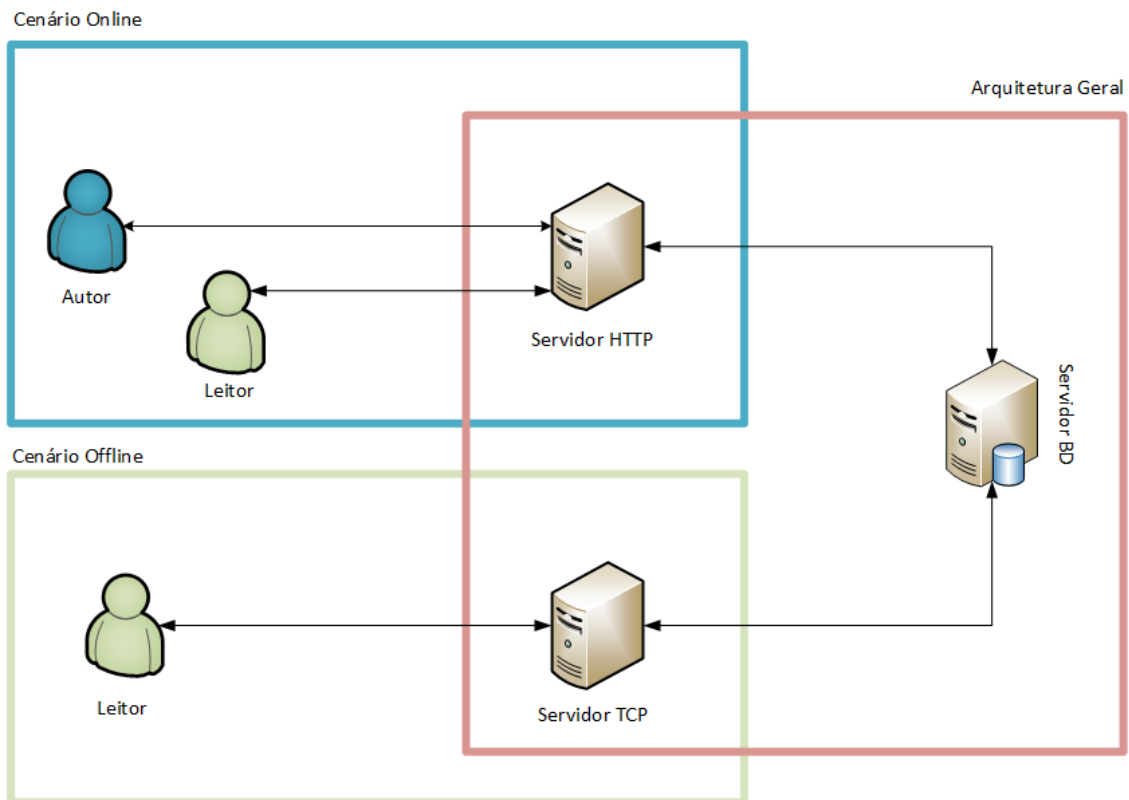 Cenário Online
Arquitetura Geral
Autor
Leitor
Servidor HTTP
Servidor BD
Cenário Offline
Leitor
Servidor TCP